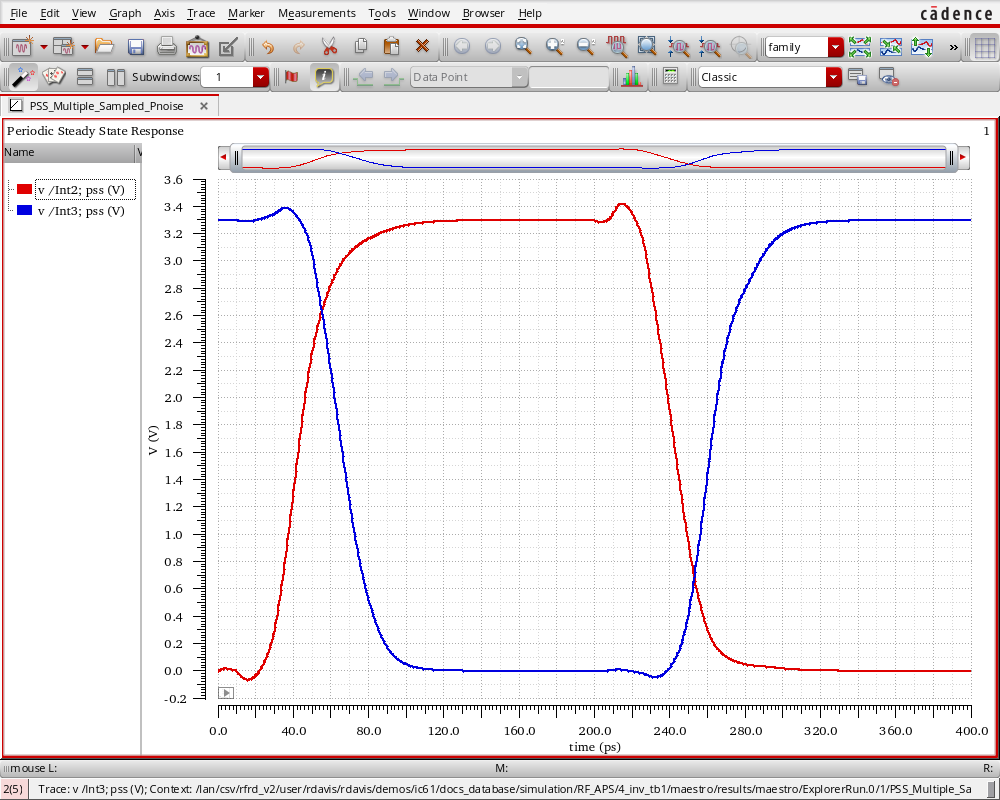 File Edit View Graph Axis Trace Marker Measurements Tools Window Browser Help
cādence
family
»
Subwindows: 1
Data Point
Classic
PSS_Multiple_Sampled_Pnoise
Periodic Steady State Response
1
Name
v /Int2; pss (V)
v /Int3; pss (V)
3.6
3.4
3.2
3.0
2.8
2.6
2.4
2.2
2.0
1.8
1.6
1.4
1.2
1.0
0.8
0.6
0.4
0.2
0.0
-0.2
V (V)
0.0 40.0 80.0 120.0 160.0 200.0 240.0 280.0 320.0 360.0 400.0
time (ps)
mouse L: M: R:
2(5) Trace: v /Int3; pss (V); Context: /lan/csv/rfrd_v2/user/rdavis/rdavis/demos/ic61/docs_database/simulation/RF_APS/4_inv_tb1/maestro/results/maestro/ExplorerRun.0/1/PSS_Multiple_Sa